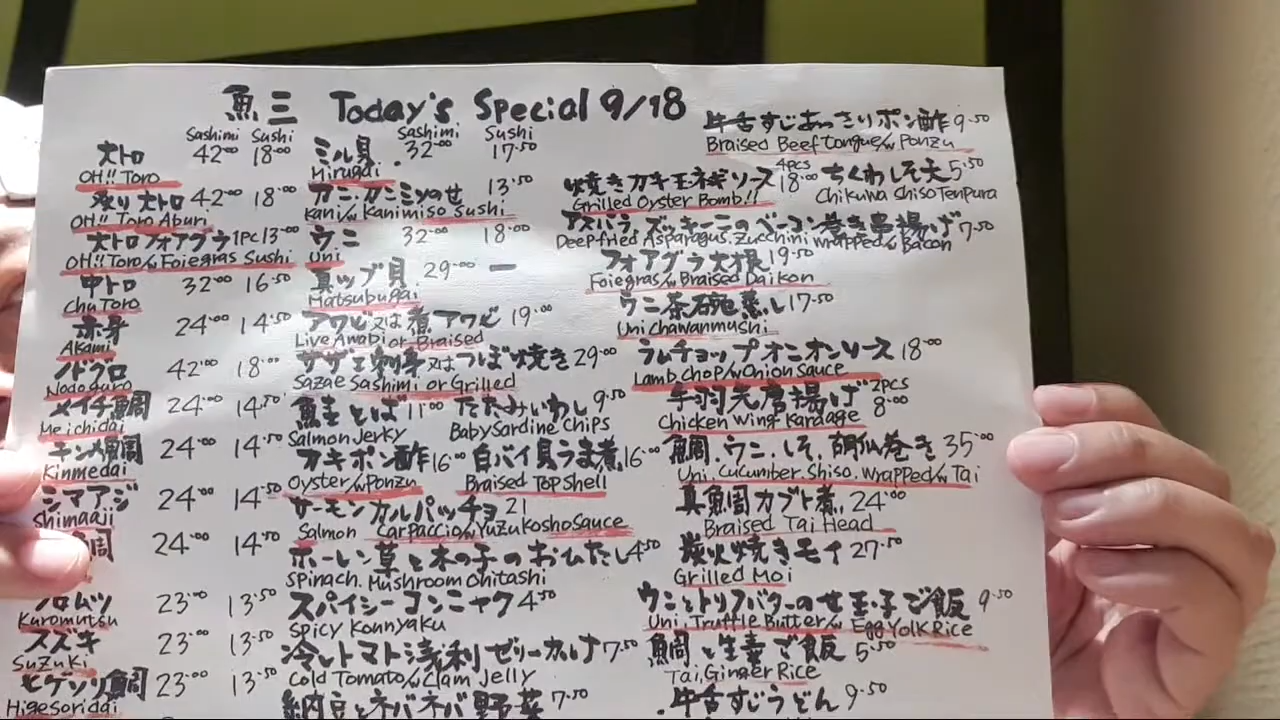 魚三 Today's Special 9/18
Sashimi Sushi
大トロ 42.00 18.00
OH!! Toro
炙り大トロ 42.00 18.00
OH!! Toro Aburi
大トロフォアグラ 1pc 13.00
OH!! Toro/w Foiegras Sushi
中トロ 32.00 16.50
Chu Toro
赤身 24.00 14.50
Akami
ノドグロ 42.00 18.00
Nodoguro
メイチ鯛 24.00 14.50
Meichidai
キンメ鯛 24.00 14.50
Kinmedai
シマアジ 24.00 14.50
Shimaaji
鯛 24.00 14.50
クロムツ 23.00 13.50
Kuromutsu
スズキ 23.00 13.50
Suzuki
ヒゲソリ鯛 23.00 13.50
Higesoridai
Sashimi Sushi
ミル貝 32.00 17.50
Mirugai
カニ・カニミソのせ 13.50
Kani/w Kanimiso Sushi
ウニ 32.00 18.00
Uni
真ツブ貝 29.00 ー
Matsubugai
アワビ又は煮アワビ 19.00
Live Awabi or Braised
サザエ刺身又はつぼ焼き 29.00
Sazae Sashimi or Grilled
鮭とば 11.00 たたみいわし 9.50
Salmon Jerky Baby Sardine Chips
カキポン酢 16.00 白バイ貝うま煮 16.00
Oyster/w Ponzu Braised Top Shell
サーモンカルパッチョ 21
Salmon Carpaccio/w Yuzukosho Sauce
ホーレン草と木の子のおひたし 4.50
Spinach. Mushroom Ohitashi
スパイシーコンニャク 4.50
Spicy Konnyaku
冷しトマト浅利ゼリーかけ 7.50
Cold Tomato/w Clam Jelly
納豆とネバネバ野菜 7.50
牛舌すじあっさりポン酢 9.50
Braised Beef Tongue/w Ponzu
焼きカキ玉ネギソース 4pcs 18.00 ちくわしそ天 5.50
Grilled Oyster Bomb!! Chikuwa Shiso Tenpura
アスパラ、ズッキーニのベーコン巻き串揚げ 7.50
Deepfried Asparagus. Zucchini wrapped/w Bacon
フォアグラ大根 19.50
Foiegras/w Braised Daikon
ウニ茶碗蒸し 17.50
Uni Chawanmushi
ラムチョップオニオンソース 18.00
Lamb Chop/w Onion Sauce
手羽先唐揚げ 2pcs 8.00
Chicken Wing Karaage
鯛、ウニ、しそ、胡瓜巻き 35.00
Uni. Cucumber. Shiso. Wrapped/w Tai
真鯛カブト煮 24.00
Braised Tai Head
炭火焼きモイ 27.50
Grilled Moi
ウニとトリフバターのせ玉子ご飯 9.50
Uni. Truffle Butter/w Egg Yolk Rice
鯛と生姜ご飯 5.50
Tai, Ginger Rice
牛舌すじうどん 9.50